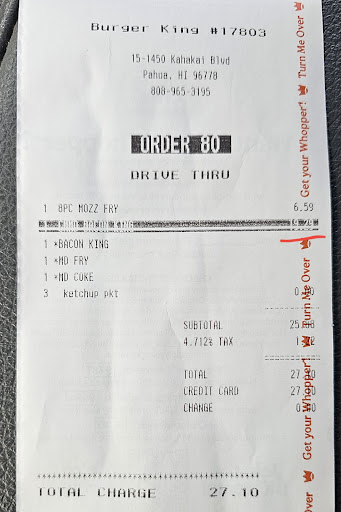 Burger King #17803
15-1450 Kahakai Blvd
Pahoa, HI 96778
808-965-3195
ORDER 80
DRIVE THRU
1 8PC MOZZ FRY 6.59
BACON KING
1 *BACON KING
1 *MD FRY
1 *MD COKE
3 ketchup pkt
SUBTOTAL
4.712% TAX
TOTAL
CREDIT CARD
CHANGE
TOTAL CHARGE 27.10
Get your Whopper! Turn Me Over
Get your Whopper! Turn Me Over
Over